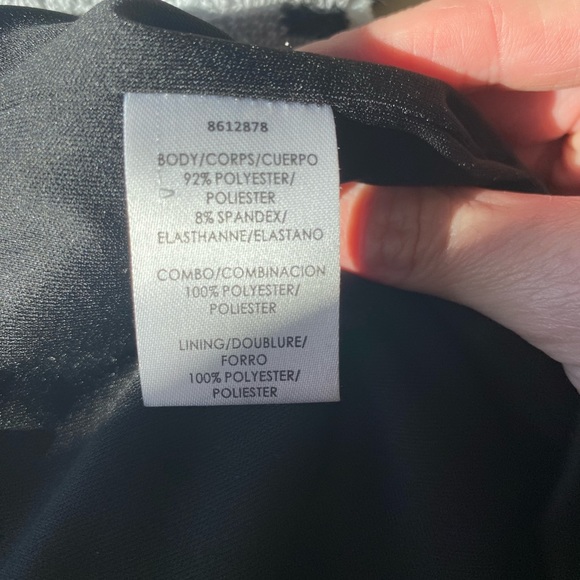 8612878
BODY/CORPS/CUERPO
92% POLYESTER/
POLIESTER
8% SPANDEX/
ELASTHANNE/ELASTANO
COMBO/COMBINACION
100% POLYESTER/
POLIESTER
LINING/DOUBLURE/
FORRO
100% POLYESTER/
POLIESTER